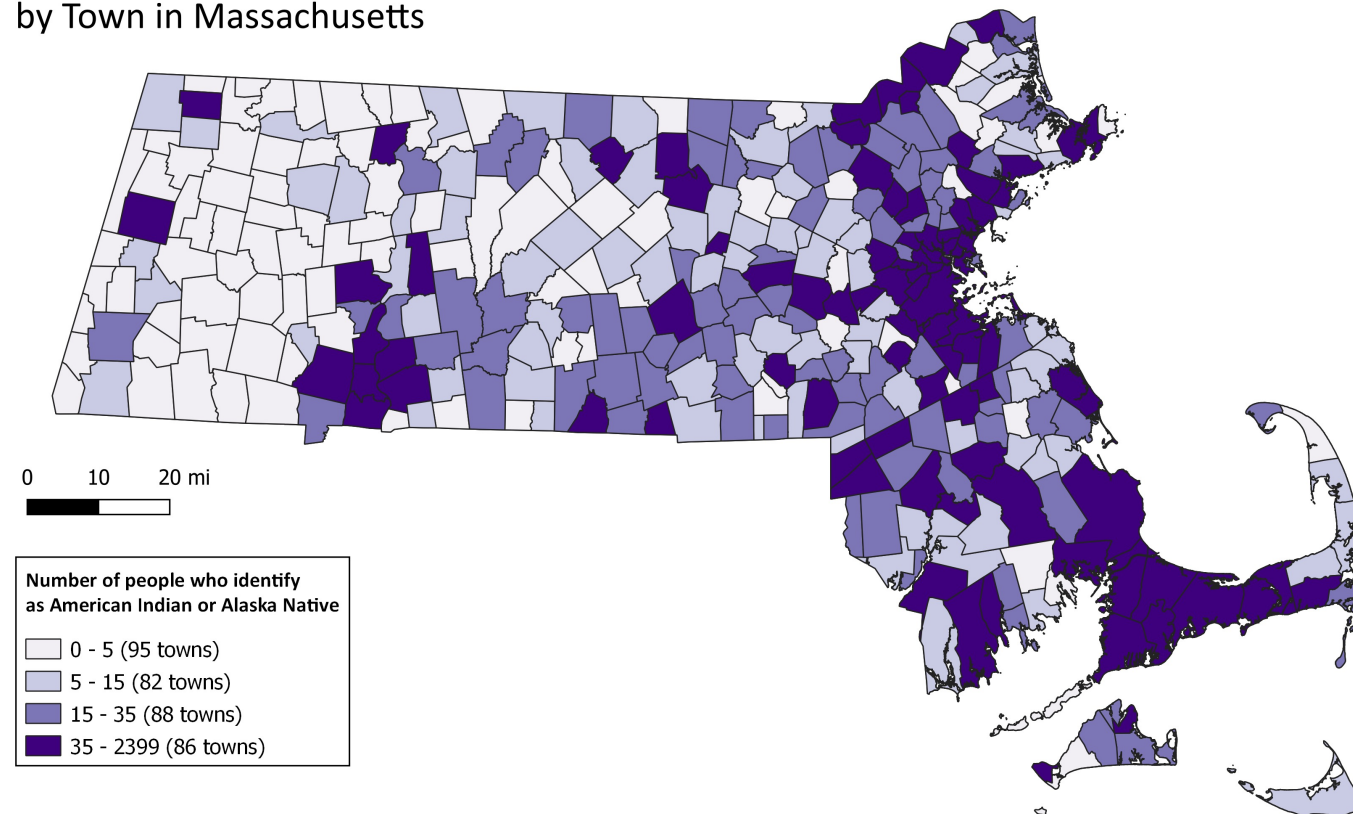 by Town in Massachusetts
0 10 20 mi
Number of people who identify
as American Indian or Alaska Native
0 - 5 (95 towns)
5 - 15 (82 towns)
15 - 35 (88 towns)
35 - 2399 (86 towns)